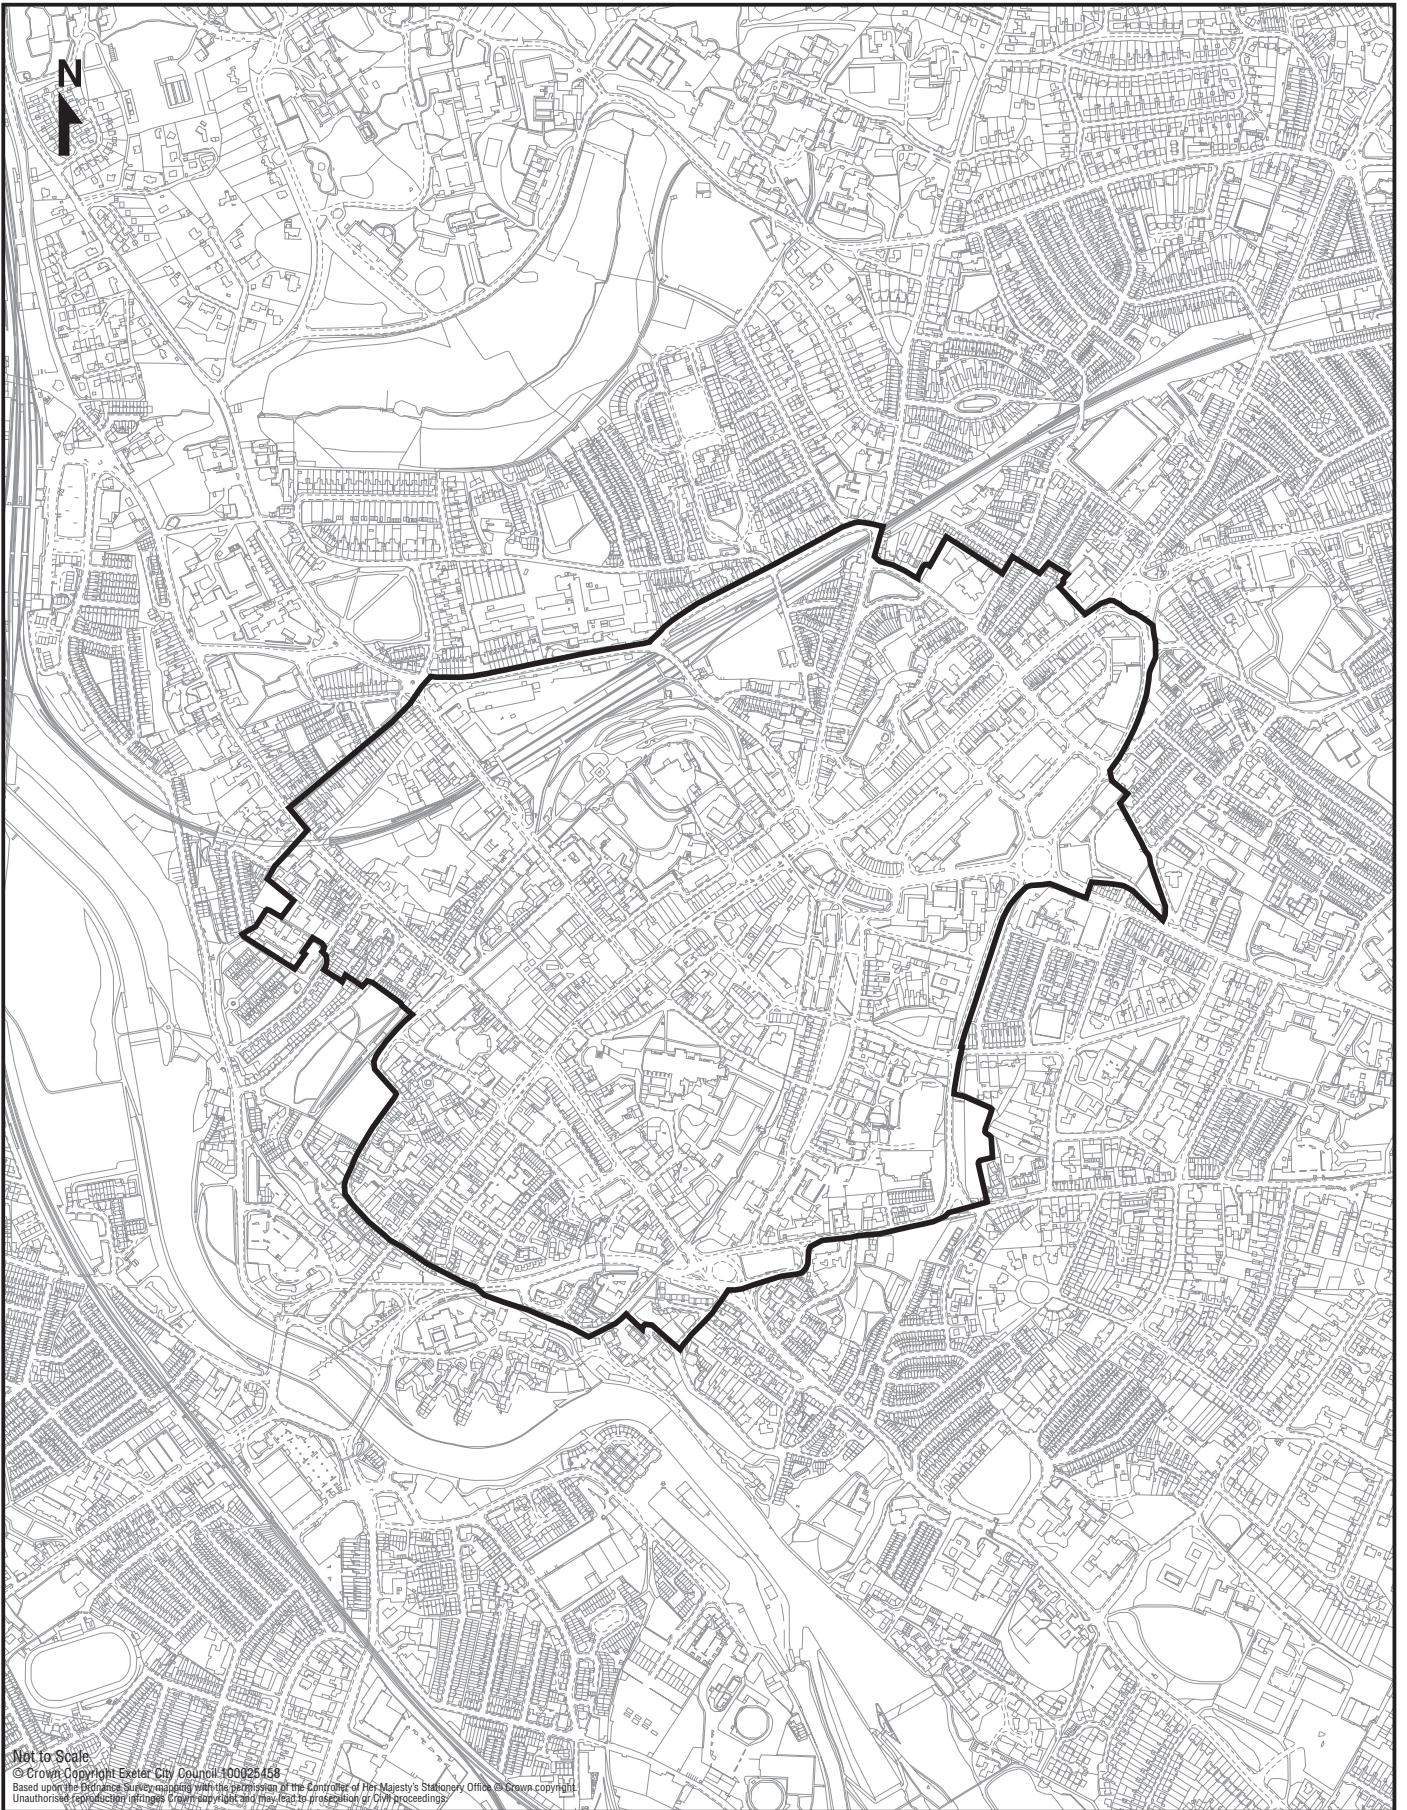 N
Not to Scale
© Crown Copyright Exeter City Council 100025458
Based upon the Ordnance Survey mapping with the permission of the Controller of Her Majesty's Stationery Office © Crown copyright.
Unauthorised reproduction infringes Crown copyright and may lead to prosecution or Civil proceedings.